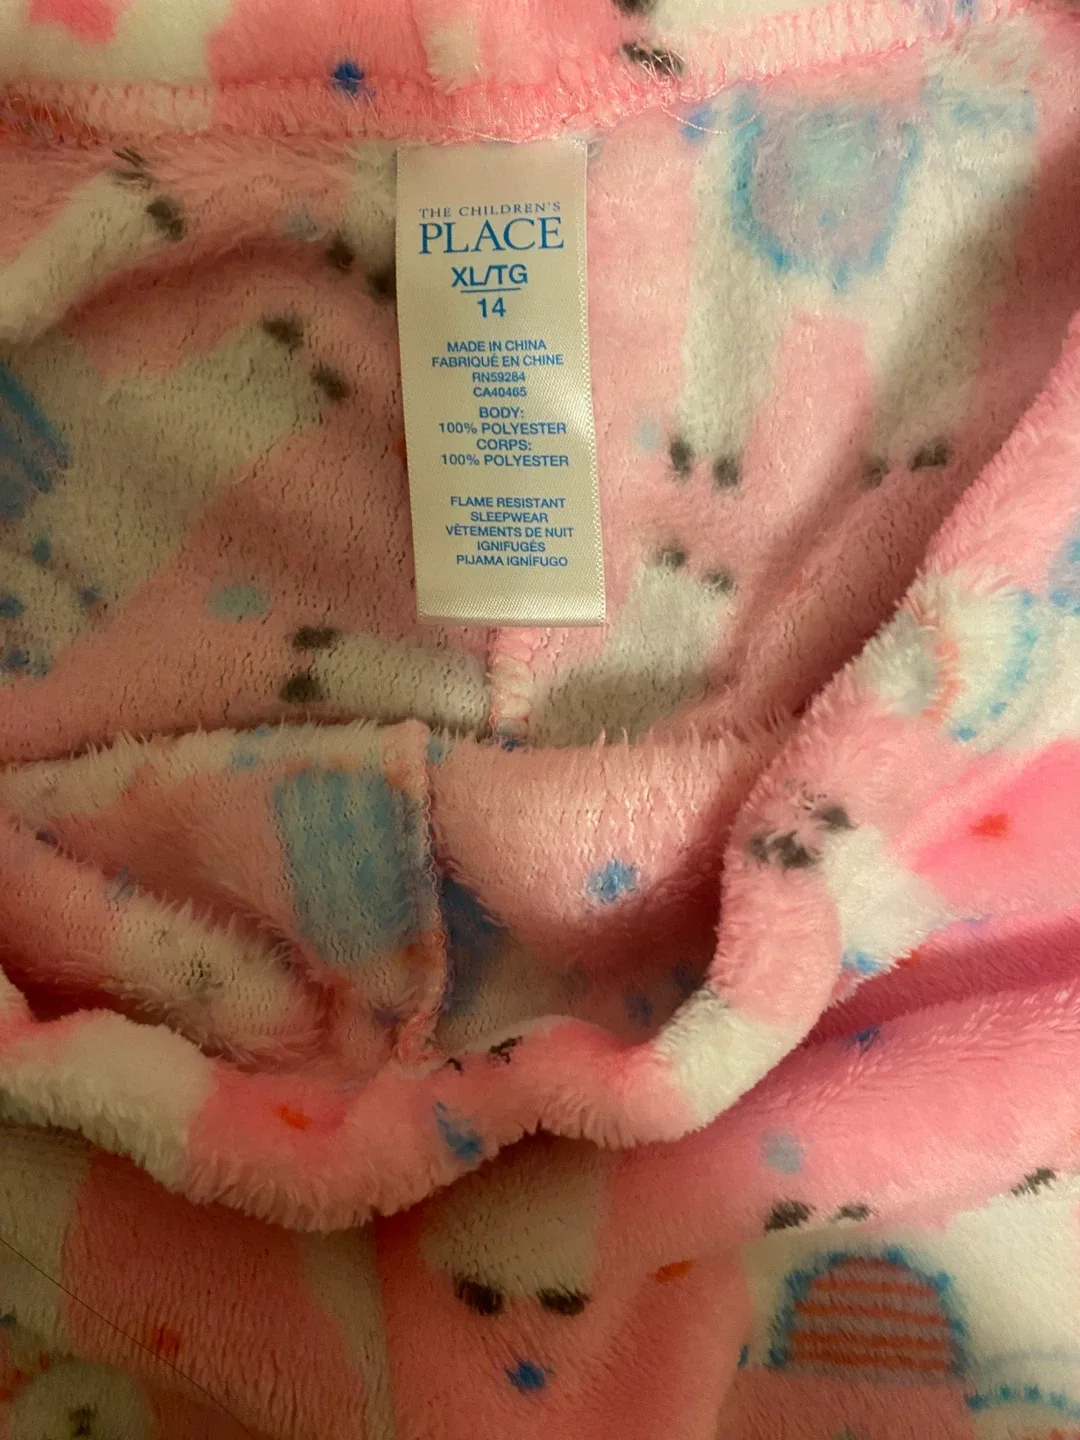 THE CHILDREN'S
PLACE
XL/TG
14
MADE IN CHINA
FABRIQUÉ EN CHINE
RN59284
CA40465
BODY:
100% POLYESTER
CORPS:
100% POLYESTER
FLAME RESISTANT
SLEEPWEAR
VÊTEMENTS DE NUIT
IGNIFUGÉS
PIJAMA IGNÍFUGO